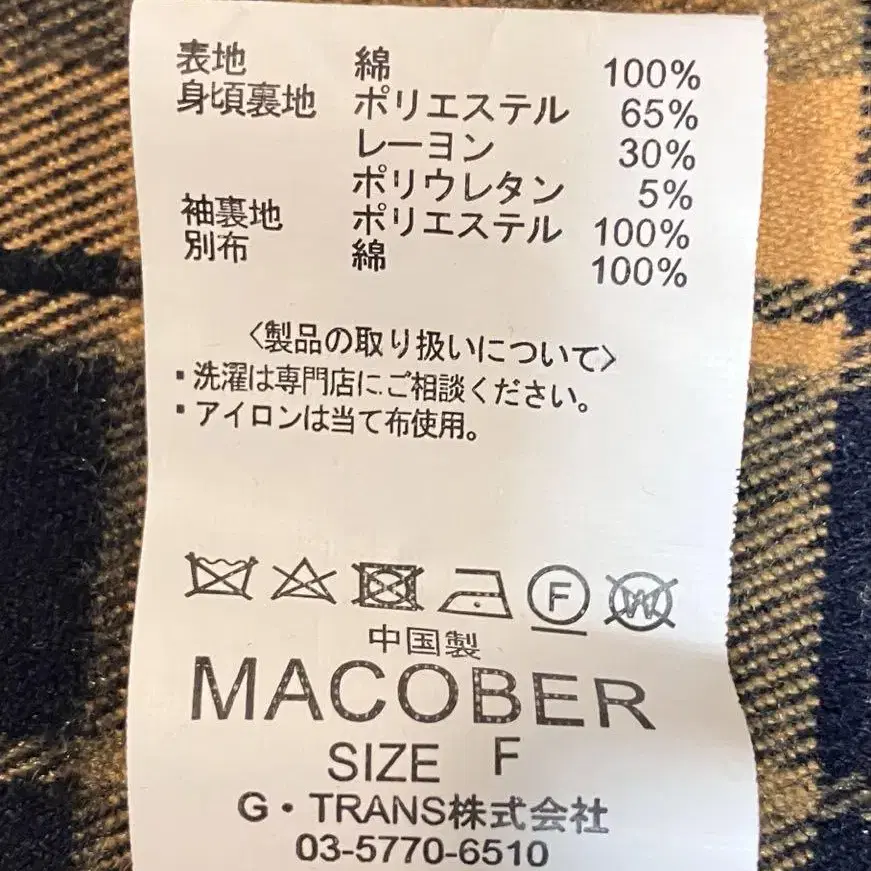 表地 綿 100%
身頃裏地 ポリエステル 65%
レーヨン 30%
ポリウレタン 5%
袖裏地 ポリエステル 100%
別布 綿 100%
〈製品の取り扱いについて〉
・洗濯は専門店にご相談ください。
・アイロンは当て布使用。
F W
中国製
MACOBER
SIZE F
G・TRANS株式会社
03-5770-6510